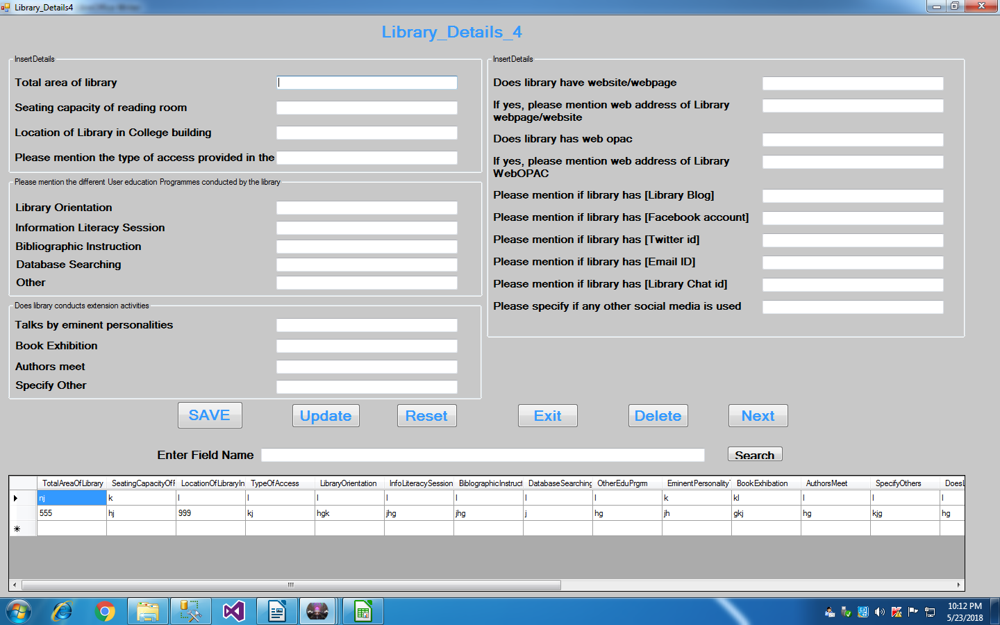 Library_Details4
Library_Details_4
InsertDetails
Total area of library
Seating capacity of reading room
Location of Library in College building
Please mention the type of access provided in the
Please mention the different User education Programmes conducted by the library
Library Orientation
Information Literacy Session
Bibliographic Instruction
Database Searching
Other
Does library conducts extension activities
Talks by eminent personalities
Book Exhibition
Authors meet
Specify Other
InsertDetails
Does library have website/webpage
If yes, please mention web address of Library
webpage/website
Does library has web opac
If yes, please mention web address of Library
WebOPAC
Please mention if library has [Library Blog]
Please mention if library has [Facebook account]
Please mention if library has [Twitter id]
Please mention if library has [Email ID]
Please mention if library has [Library Chat id]
Please specify if any other social media is used
SAVE Update Reset Exit Delete Next
Enter Field Name Search
TotalAreaOfLibrary SeatingCapacityOfF LocationOfLibraryIn TypeOfAccess LibraryOrientation InfoLiteracySession BiblographicInstruct DatabaseSearching OtherEduPrgrm EminentPersonality BookExhibation AuthorsMeet SpecifyOthers DoesL
nj k l l l l l l l k kl l l l
555 hj 999 kj hgk jhg jhg j hg jh gkj hg kjg hg
10:12 PM
5/23/2018